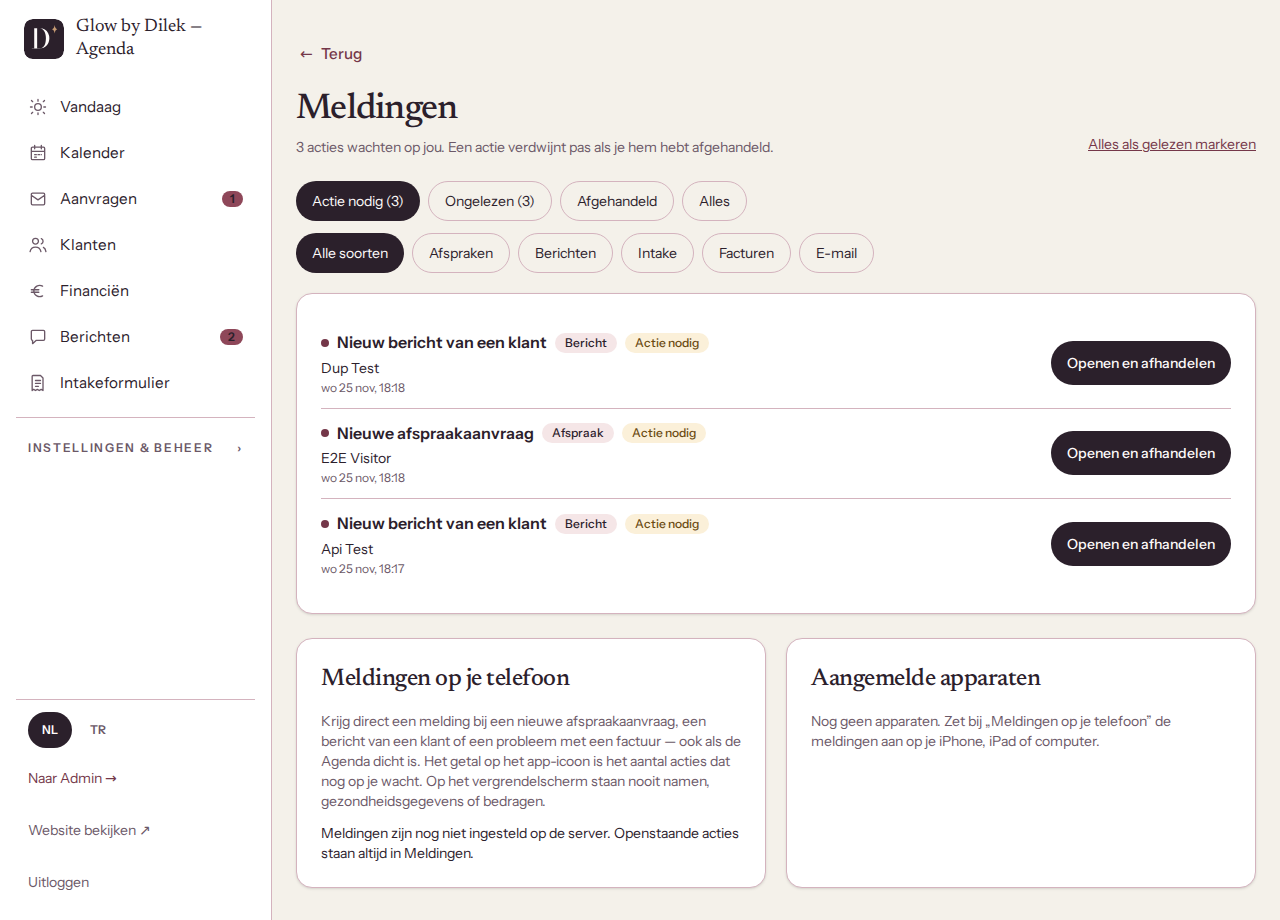 D
Glow by Dilek –
Agenda
Vandaag
Kalender
Aanvragen 1
Klanten
Financiën
Berichten 2
Intakeformulier
INSTELLINGEN & BEHEER ›
NL TR
Naar Admin →
Website bekijken ↗
Uitloggen
← Terug
Meldingen
3 acties wachten op jou. Een actie verdwijnt pas als je hem hebt afgehandeld.
Alles als gelezen markeren
Actie nodig (3) Ongelezen (3) Afgehandeld Alles
Alle soorten Afspraken Berichten Intake Facturen E-mail
Nieuw bericht van een klant Bericht Actie nodig
Dup Test
wo 25 nov, 18:18
Openen en afhandelen
Nieuwe afspraakaanvraag Afspraak Actie nodig
E2E Visitor
wo 25 nov, 18:18
Openen en afhandelen
Nieuw bericht van een klant Bericht Actie nodig
Api Test
wo 25 nov, 18:17
Openen en afhandelen
Meldingen op je telefoon
Krijg direct een melding bij een nieuwe afspraakaanvraag, een
bericht van een klant of een probleem met een factuur — ook als de
Agenda dicht is. Het getal op het app-icoon is het aantal acties dat
nog op je wacht. Op het vergrendelscherm staan nooit namen,
gezondheidsgegevens of bedragen.
Meldingen zijn nog niet ingesteld op de server. Openstaande acties
staan altijd in Meldingen.
Aangemelde apparaten
Nog geen apparaten. Zet bij „Meldingen op je telefoon” de
meldingen aan op je iPhone, iPad of computer.